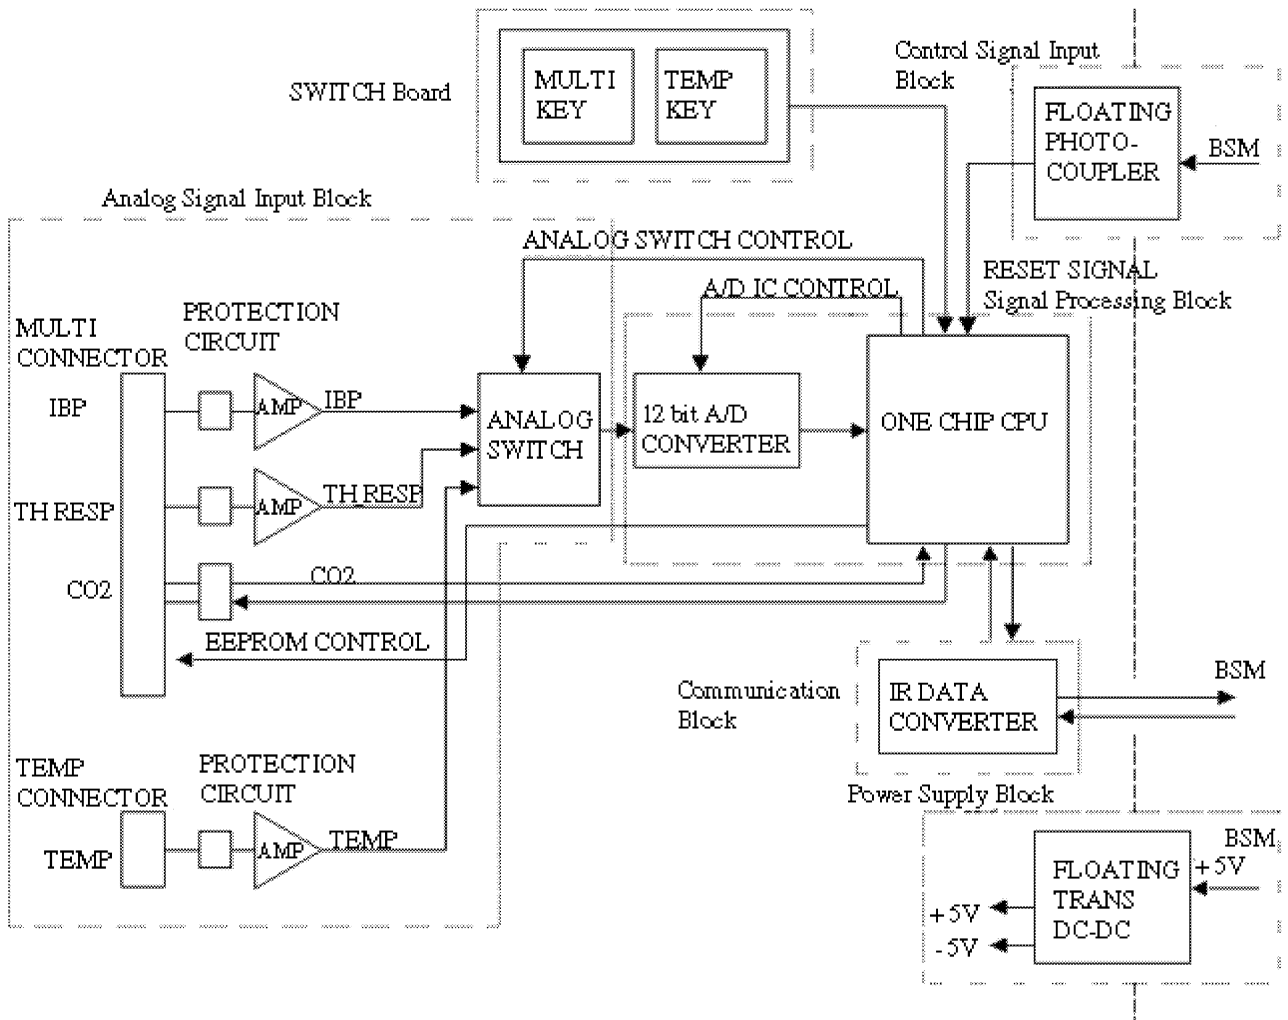 SWITCH Board
MULTI
KEY
TEMP
KEY
Control Signal Input
Block
FLOATING
PHOTO-
COUPLER
BSM
Analog Signal Input Block
ANALOG SWITCH CONTROL
A/D IC CONTROL
RESET SIGNAL
Signal Processing Block
MULTI
CONNECTOR
PROTECTION
CIRCUIT
IBP
AMP
IBP
ANALOG
SWITCH
12 bit A/D
CONVERTER
ONE CHIP CPU
TH RESP
AMP
TH_RESP
CO2
CO2
EEPROM CONTROL
Communication
Block
IR DATA
CONVERTER
BSM
TEMP
CONNECTOR
PROTECTION
CIRCUIT
TEMP
AMP
TEMP
Power Supply Block
FLOATING
TRANS
DC-DC
BSM
+5V
+5V
-5V